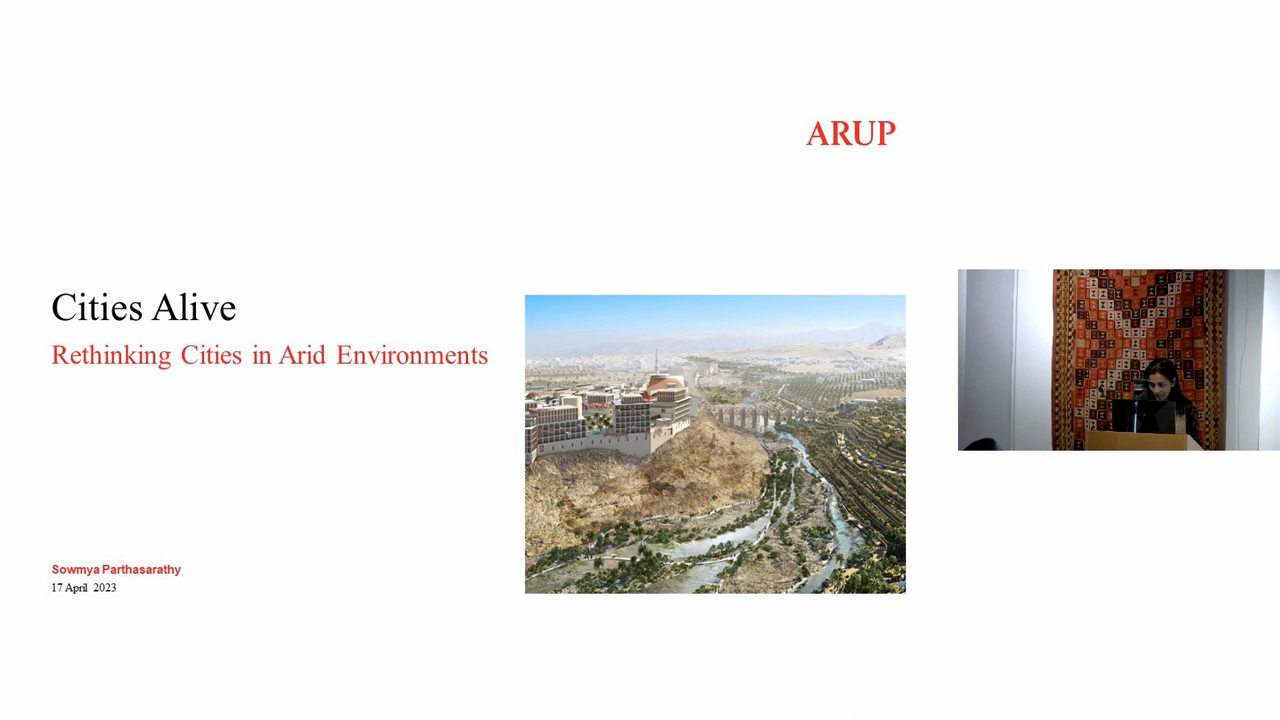 ARUP
Cities Alive
Rethinking Cities in Arid Environments
Sowmya Parthasarathy
17 April 2023